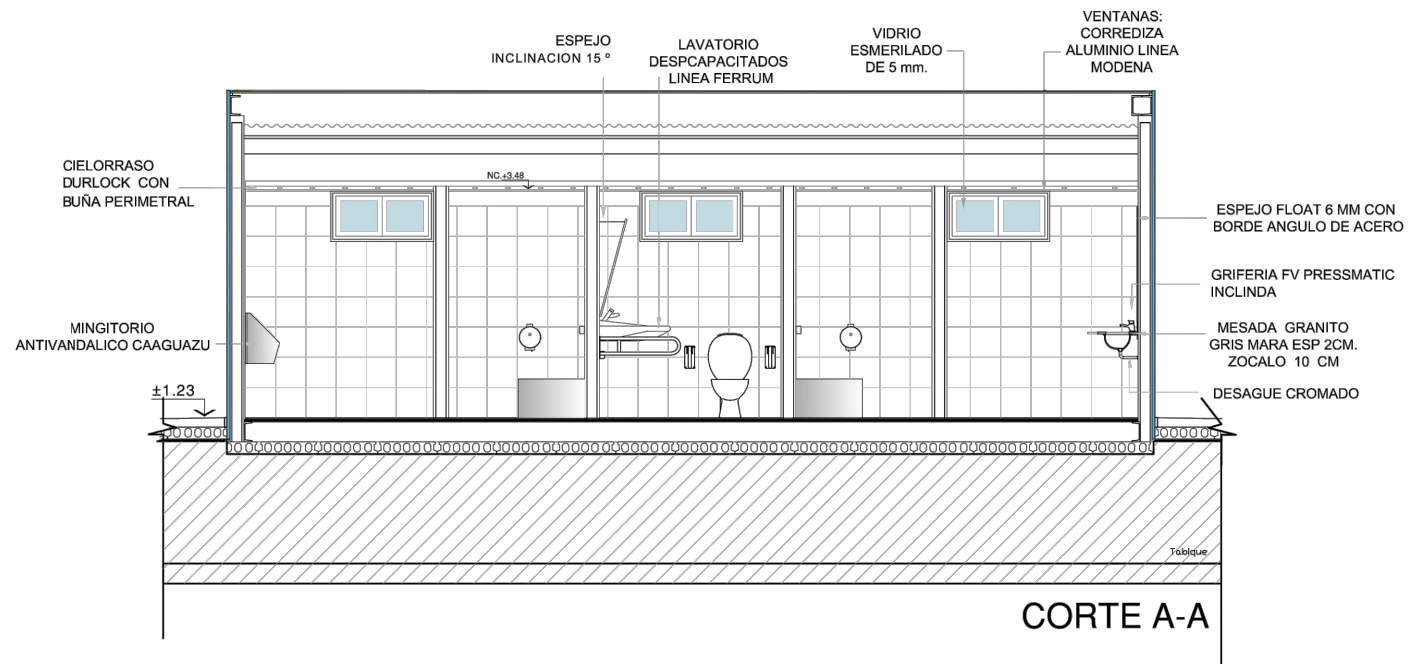 ESPEJO
INCLINACION 15 º
LAVATORIO
DESPCAPACITADOS
LINEA FERRUM
VIDRIO
ESMERILADO
DE 5 mm.
VENTANAS:
CORREDIZA
ALUMINIO LINEA
MODENA
CIELORRASO
DURLOCK CON
BUÑA PERIMETRAL
NC.+3.48
ESPEJO FLOAT 6 MM CON
BORDE ANGULO DE ACERO
GRIFERIA FV PRESSMATIC
INCLINDA
MINGITORIO
ANTIVANDALICO CAAGUAZU
MESADA GRANITO
GRIS MARA ESP 2CM.
ZOCALO 10 CM
DESAGUE CROMADO
±1.23
Tabique
CORTE A-A